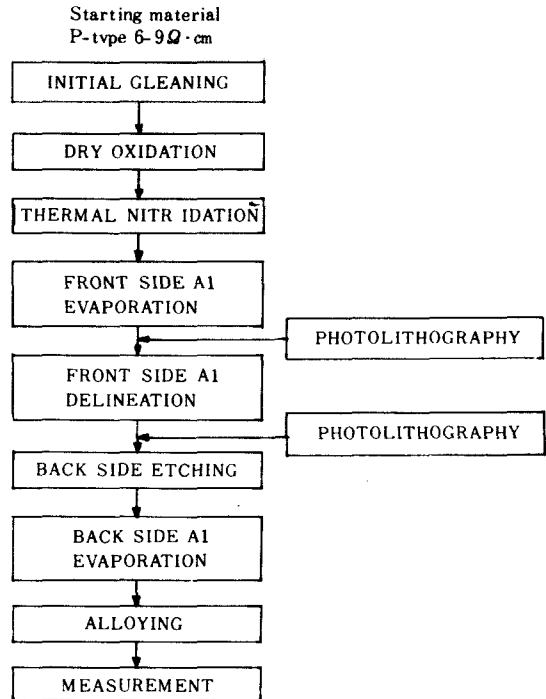 Starting material
P-tvpe 6-9Ω·cm
INITIAL GLEANING
DRY OXIDATION
THERMAL NITR IDATION
FRONT SIDE A1
EVAPORATION
PHOTOLITHOGRAPHY
FRONT SIDE A1
DELINEATION
PHOTOLITHOGRAPHY
BACK SIDE ETCHING
BACK SIDE A1
EVAPORATION
ALLOYING
MEASUREMENT